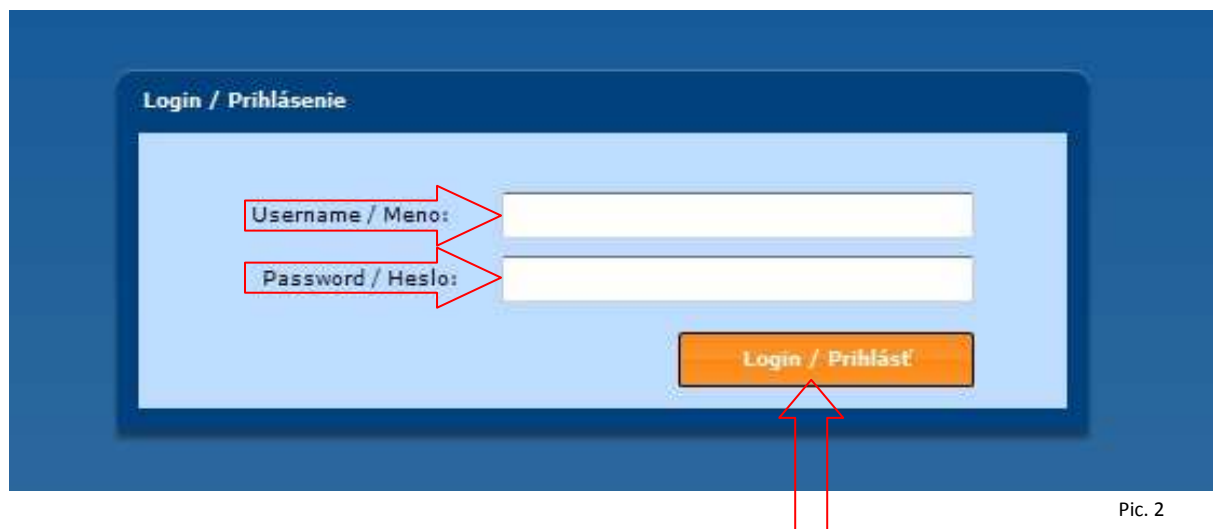 Login / Prihlásenie
Username / Meno:
Password / Heslo:
Login / Prihlásť
Pic. 2